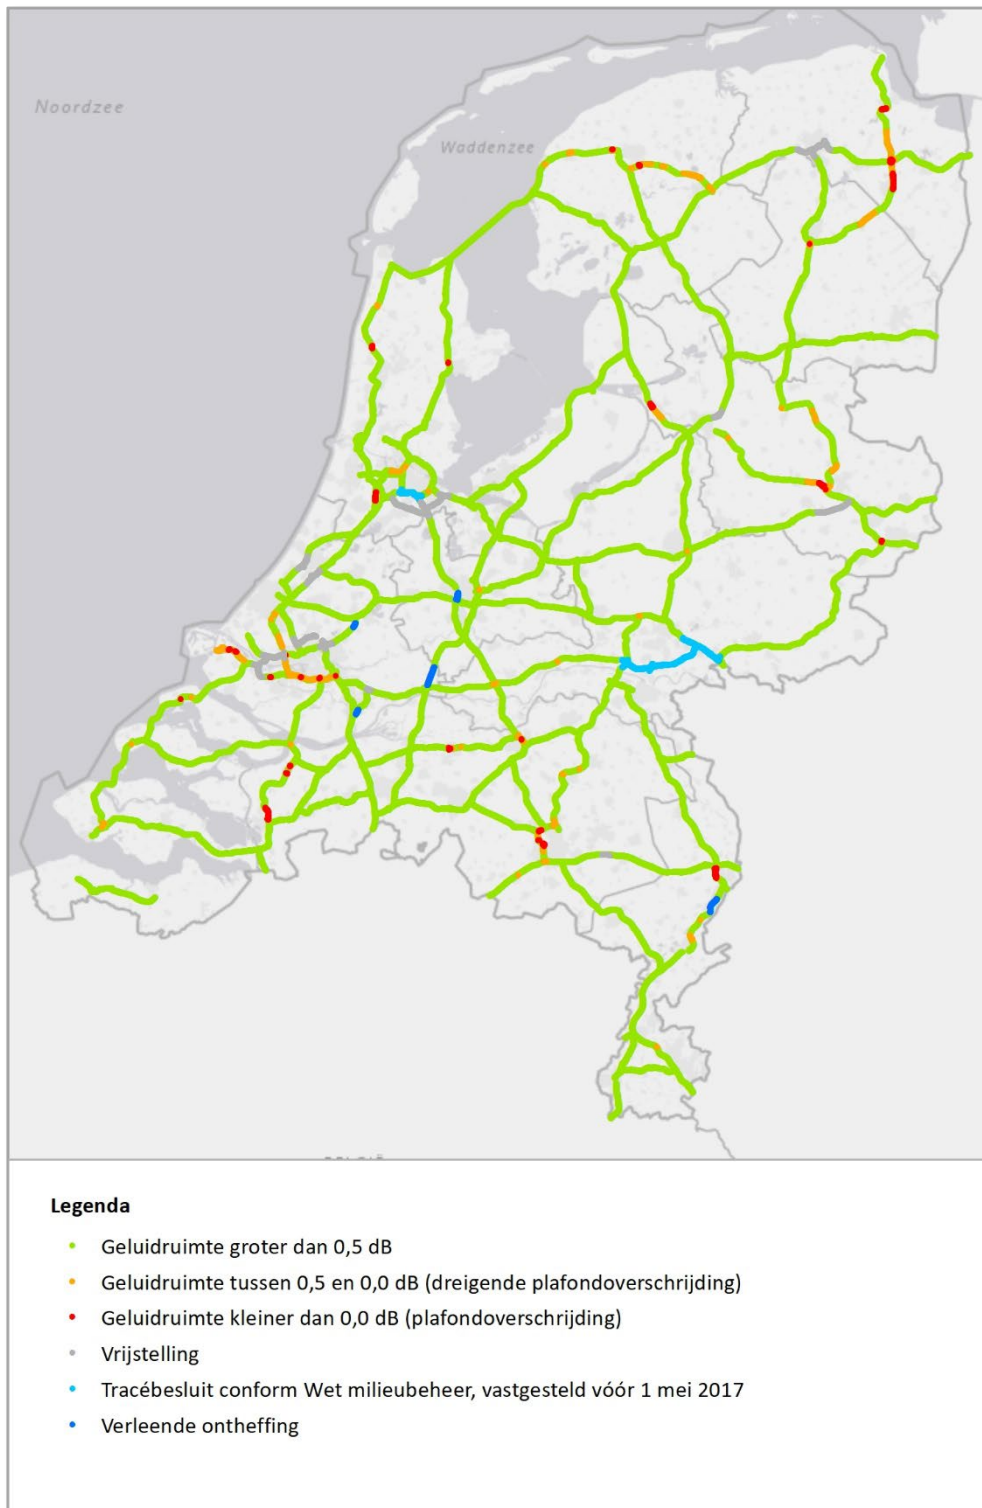 Noordzee
Waddenzee
Legenda
Geluidruimte groter dan 0,5 dB
Geluidruimte tussen 0,5 en 0,0 dB (dreigende plafondoverschrijding)
Geluidruimte kleiner dan 0,0 dB (plafondoverschrijding)
Vrijstelling
Tracébesluit conform Wet milieubeheer, vastgesteld vóór 1 mei 2017
Verleende ontheffing